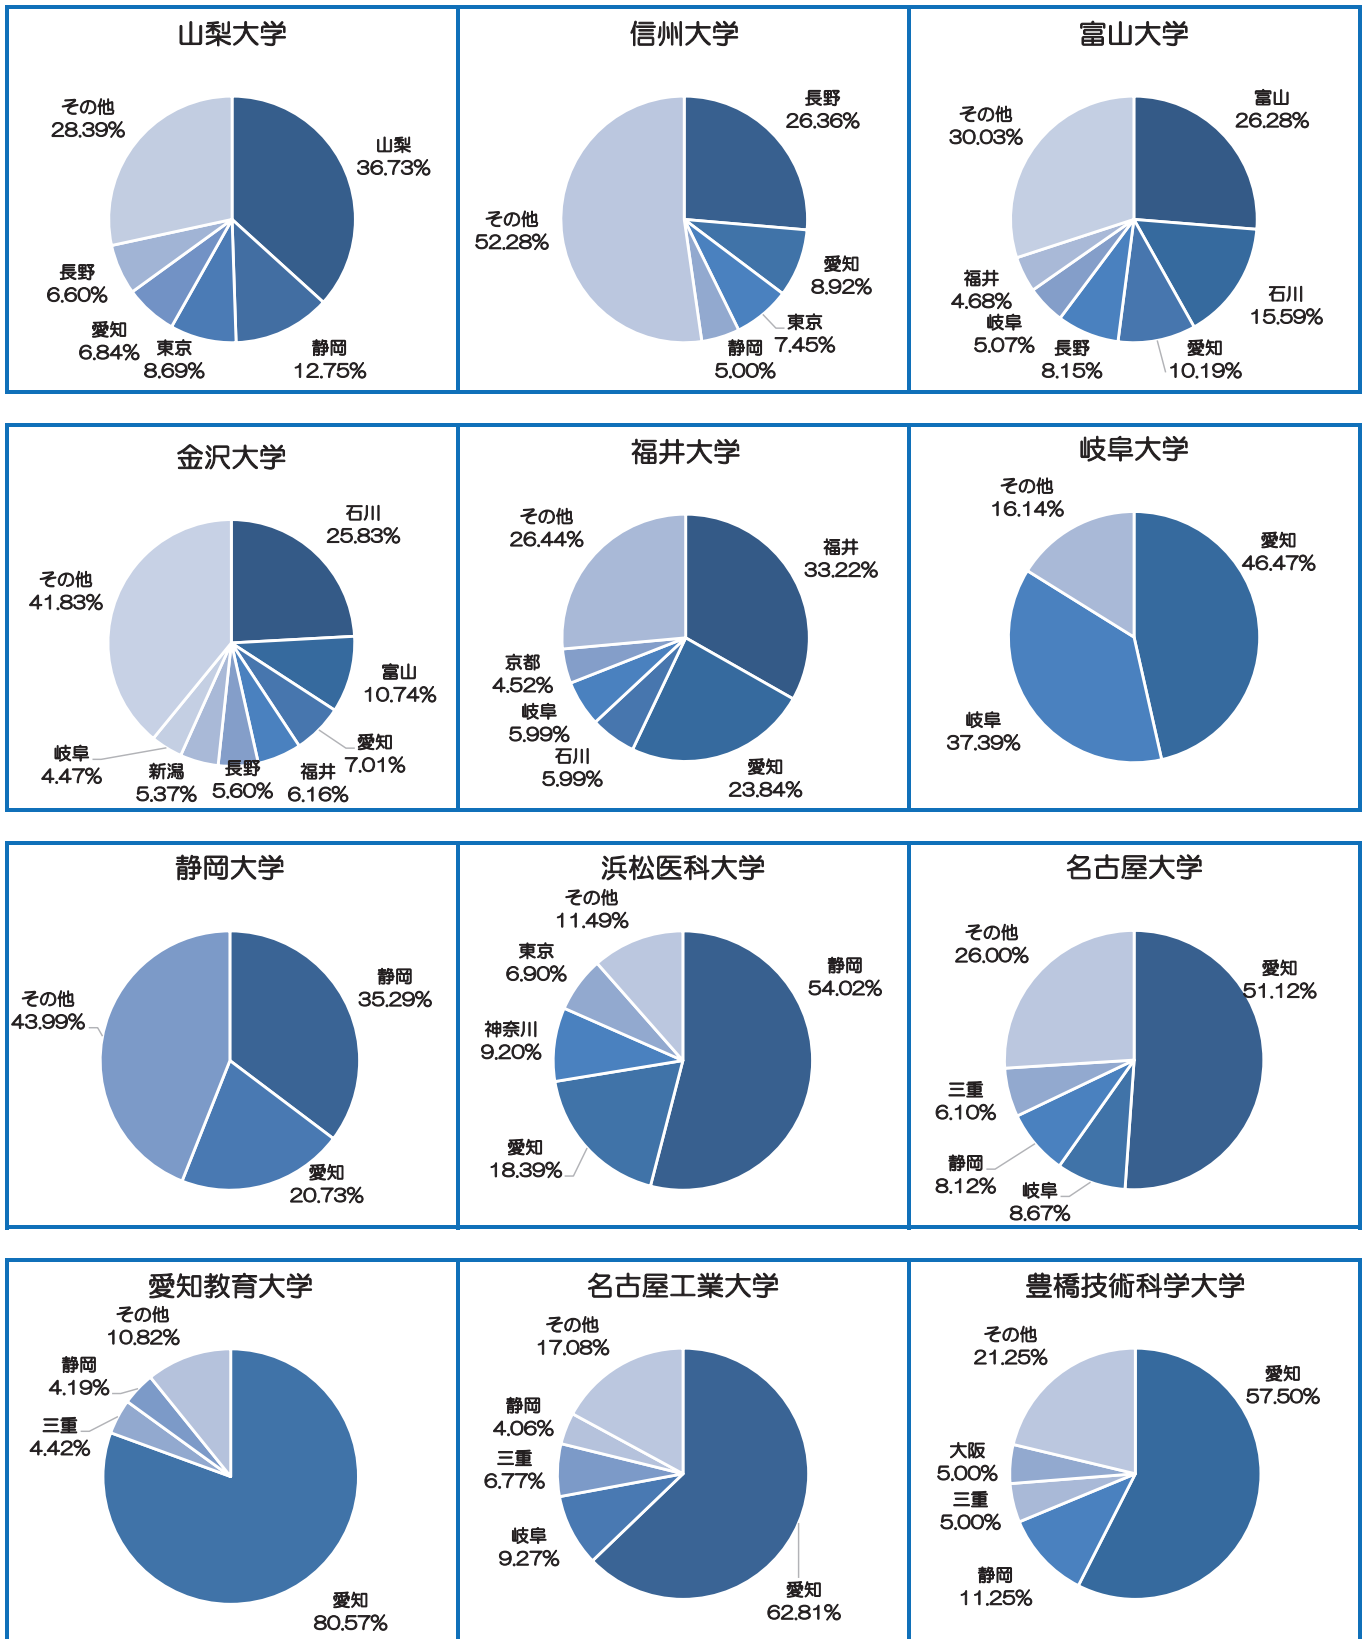 山梨大学
その他
28.39%
山梨
36.73%
長野
6.60%
愛知
6.84%
東京
8.69%
静岡
12.75%
信州大学
長野
26.36%
その他
52.28%
愛知
8.92%
東京
7.45%
静岡
5.00%
富山大学
富山
26.28%
その他
30.03%
福井
4.68%
石川
15.59%
岐阜
5.07%
長野
8.15%
愛知
10.19%
金沢大学
石川
25.83%
その他
41.83%
富山
10.74%
岐阜
4.47%
新潟
5.37%
長野
5.60%
福井
6.16%
愛知
7.01%
福井大学
その他
26.44%
福井
33.22%
京都
4.52%
岐阜
5.99%
石川
5.99%
愛知
23.84%
岐阜大学
その他
16.14%
愛知
46.47%
岐阜
37.39%
静岡大学
静岡
35.29%
その他
43.99%
愛知
20.73%
浜松医科大学
その他
11.49%
東京
6.90%
静岡
54.02%
神奈川
9.20%
愛知
18.39%
名古屋大学
その他
26.00%
愛知
51.12%
三重
6.10%
静岡
8.12%
岐阜
8.67%
愛知教育大学
その他
10.82%
静岡
4.19%
三重
4.42%
愛知
80.57%
名古屋工業大学
その他
17.08%
静岡
4.06%
三重
6.77%
岐阜
9.27%
愛知
62.81%
豊橋技術科学大学
その他
21.25%
愛知
57.50%
大阪
5.00%
三重
5.00%
静岡
11.25%